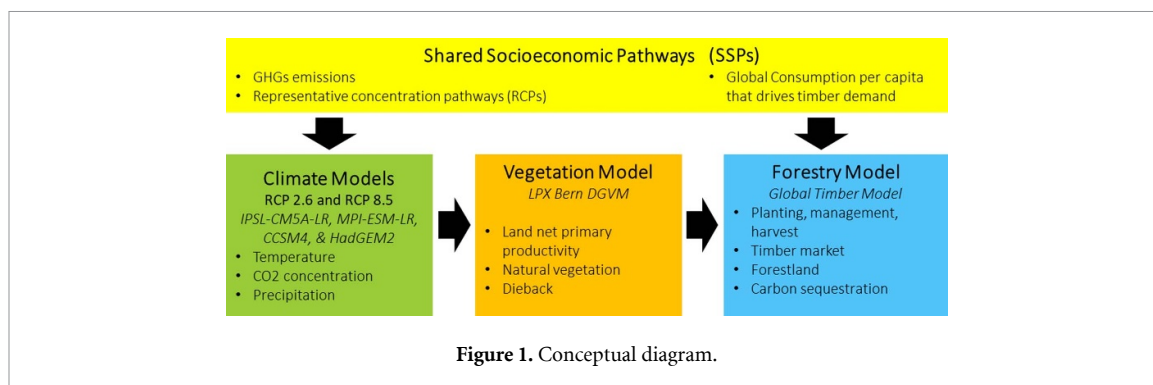 Shared Socioeconomic Pathways (SSPs)
• GHGs emissions
• Representative concentration pathways (RCPs)
• Global Consumption per capita
that drives timber demand
Climate Models
RCP 2.6 and RCP 8.5
IPSL-CM5A-LR, MPI-ESM-LR,
CCSM4, & HadGEM2
• Temperature
• CO2 concentration
• Precipitation
Vegetation Model
LPX Bern DGVM
• Land net primary
productivity
• Natural vegetation
• Dieback
Forestry Model
Global Timber Model
• Planting, management,
harvest
• Timber market
• Forestland
• Carbon sequestration
Figure 1. Conceptual diagram.